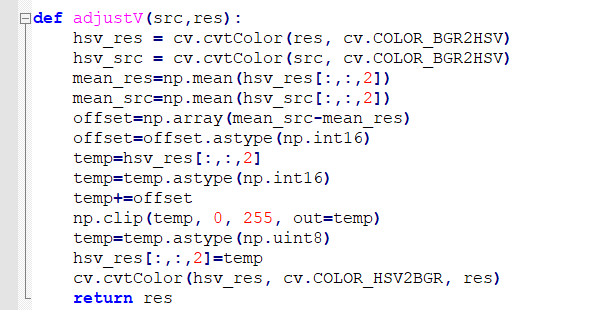 def adjustV(src,res):
    hsv_res = cv.cvtColor(res, cv.COLOR_BGR2HSV)
    hsv_src = cv.cvtColor(src, cv.COLOR_BGR2HSV)
    mean_res=np.mean(hsv_res[:,:,2])
    mean_src=np.mean(hsv_src[:,:,2])
    offset=np.array(mean_src-mean_res)
    offset=offset.astype(np.int16)
    temp=hsv_res[:,:,2]
    temp=temp.astype(np.int16)
    temp+=offset
    np.clip(temp, 0, 255, out=temp)
    temp=temp.astype(np.uint8)
    hsv_res[:,:,2]=temp
    cv.cvtColor(hsv_res, cv.COLOR_HSV2BGR, res)
    return res